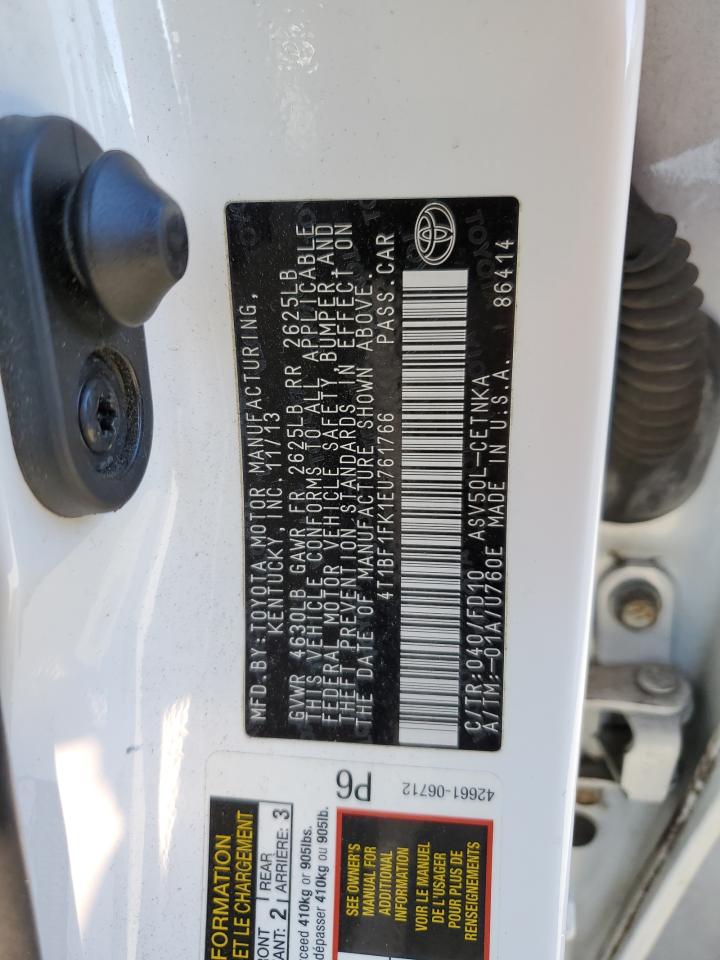 MFD.BY:TOYOTA MOTOR MANUFACTURING,
KENTUCKY, INC. 11/13
GVWR 4630LB GAWR FR 2625LB RR 2625LB
THIS VEHICLE CONFORMS TO ALL APPLICABLE
FEDERAL MOTOR VEHICLE SAFETY, BUMPER, AND
THEFT PREVENTION STANDARDS IN EFFECT ON
THE DATE OF MANUFACTURE SHOWN ABOVE.
4T1BF1FK1EU761766 PASS.CAR
C/TR:040/FD10 ASV50L-CETNKA
A/TM:-01A/U760E MADE IN U.S.A. 86414
P6
42661-06712
FORMATION
ET LE CHARGEMENT
RONT 2 REAR 3
ANT: ARRIÈRE:
xceed 410kg or 905lbs.
dépasser 410kg ou 905lb.
SEE OWNER'S
MANUAL FOR
ADDITIONAL
INFORMATION
VOIR LE MANUEL
DE L'USAGER
POUR PLUS DE
RENSEIGNEMENTS